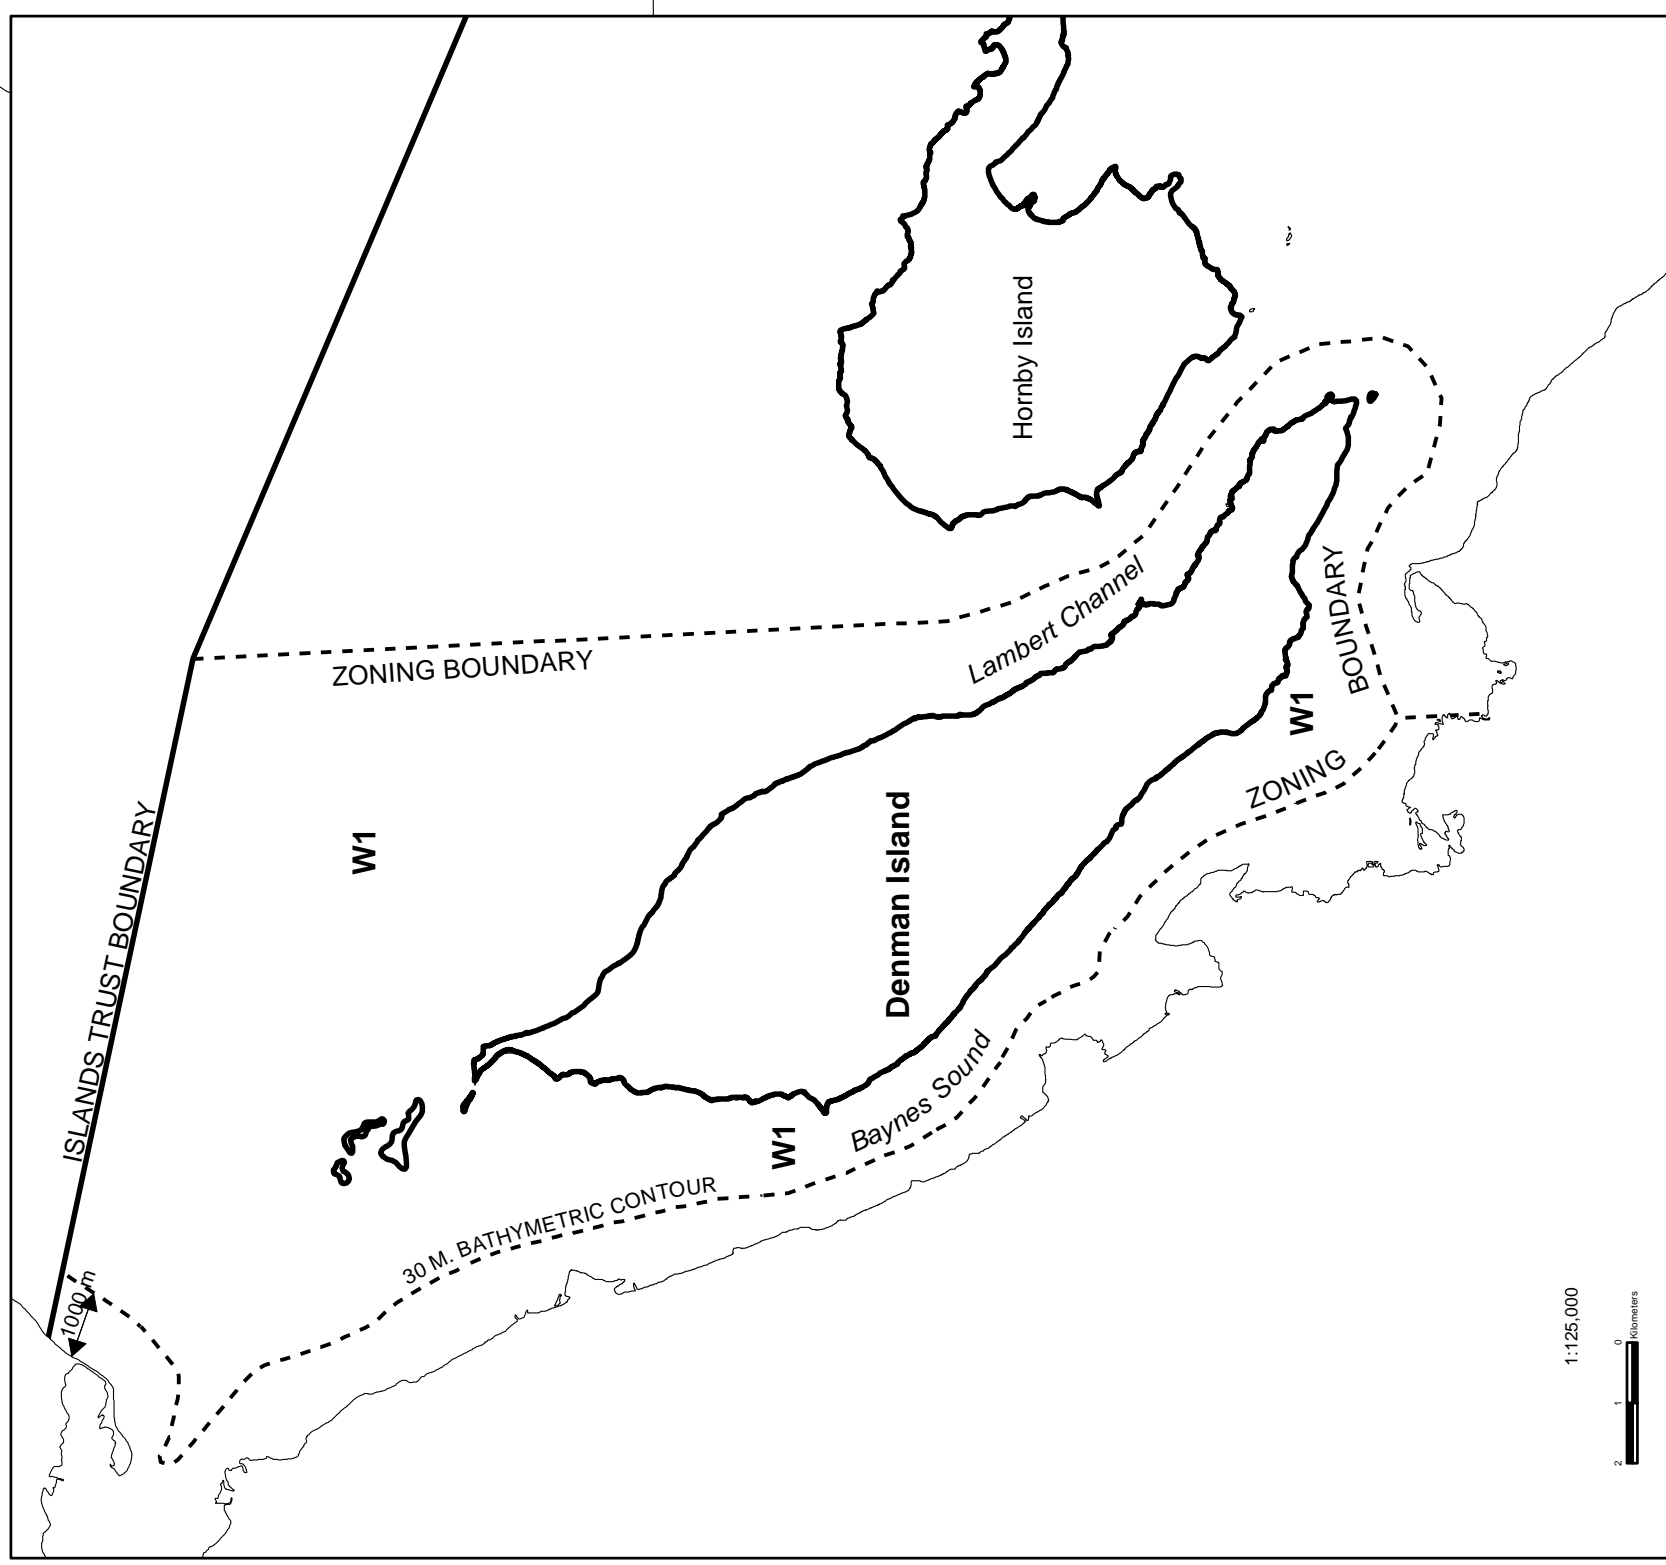 ISLANDS TRUST BOUNDARY
ZONING BOUNDARY
W1
Hornby Island
Lambert Channel
Denman Island
BOUNDARY
W1
ZONING
Baynes Sound
W1
30 M. BATHYMETRIC CONTOUR
1000 m
1:125,000
2 1 0
Kilometers